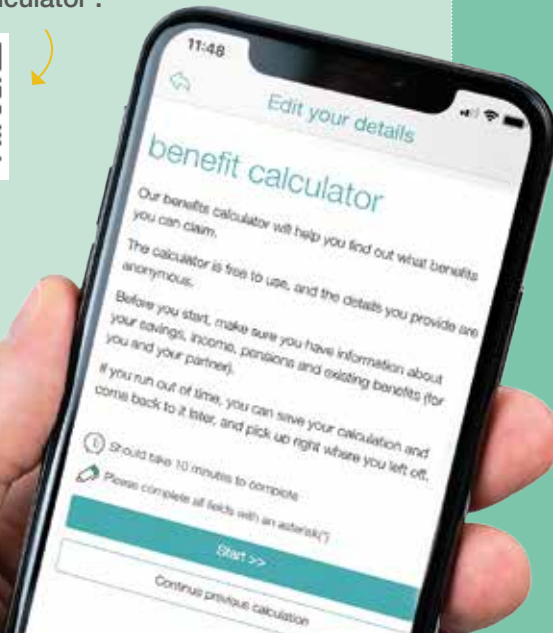 11:48
Edit your details
benefit calculator
Our benefits calculator will help you find out what benefits
you can claim.
The calculator is free to use, and the details you provide are
anonymous.
Before you start, make sure you have information about
your savings, income, pensions and existing benefits (for
you and your partner).
If you run out of time, you can save your calculation and
come back to it later, and pick up right where you left off.
Should take 10 minutes to complete
Please complete all fields with an asterisk(*)
Start >>
Continue previous calculation